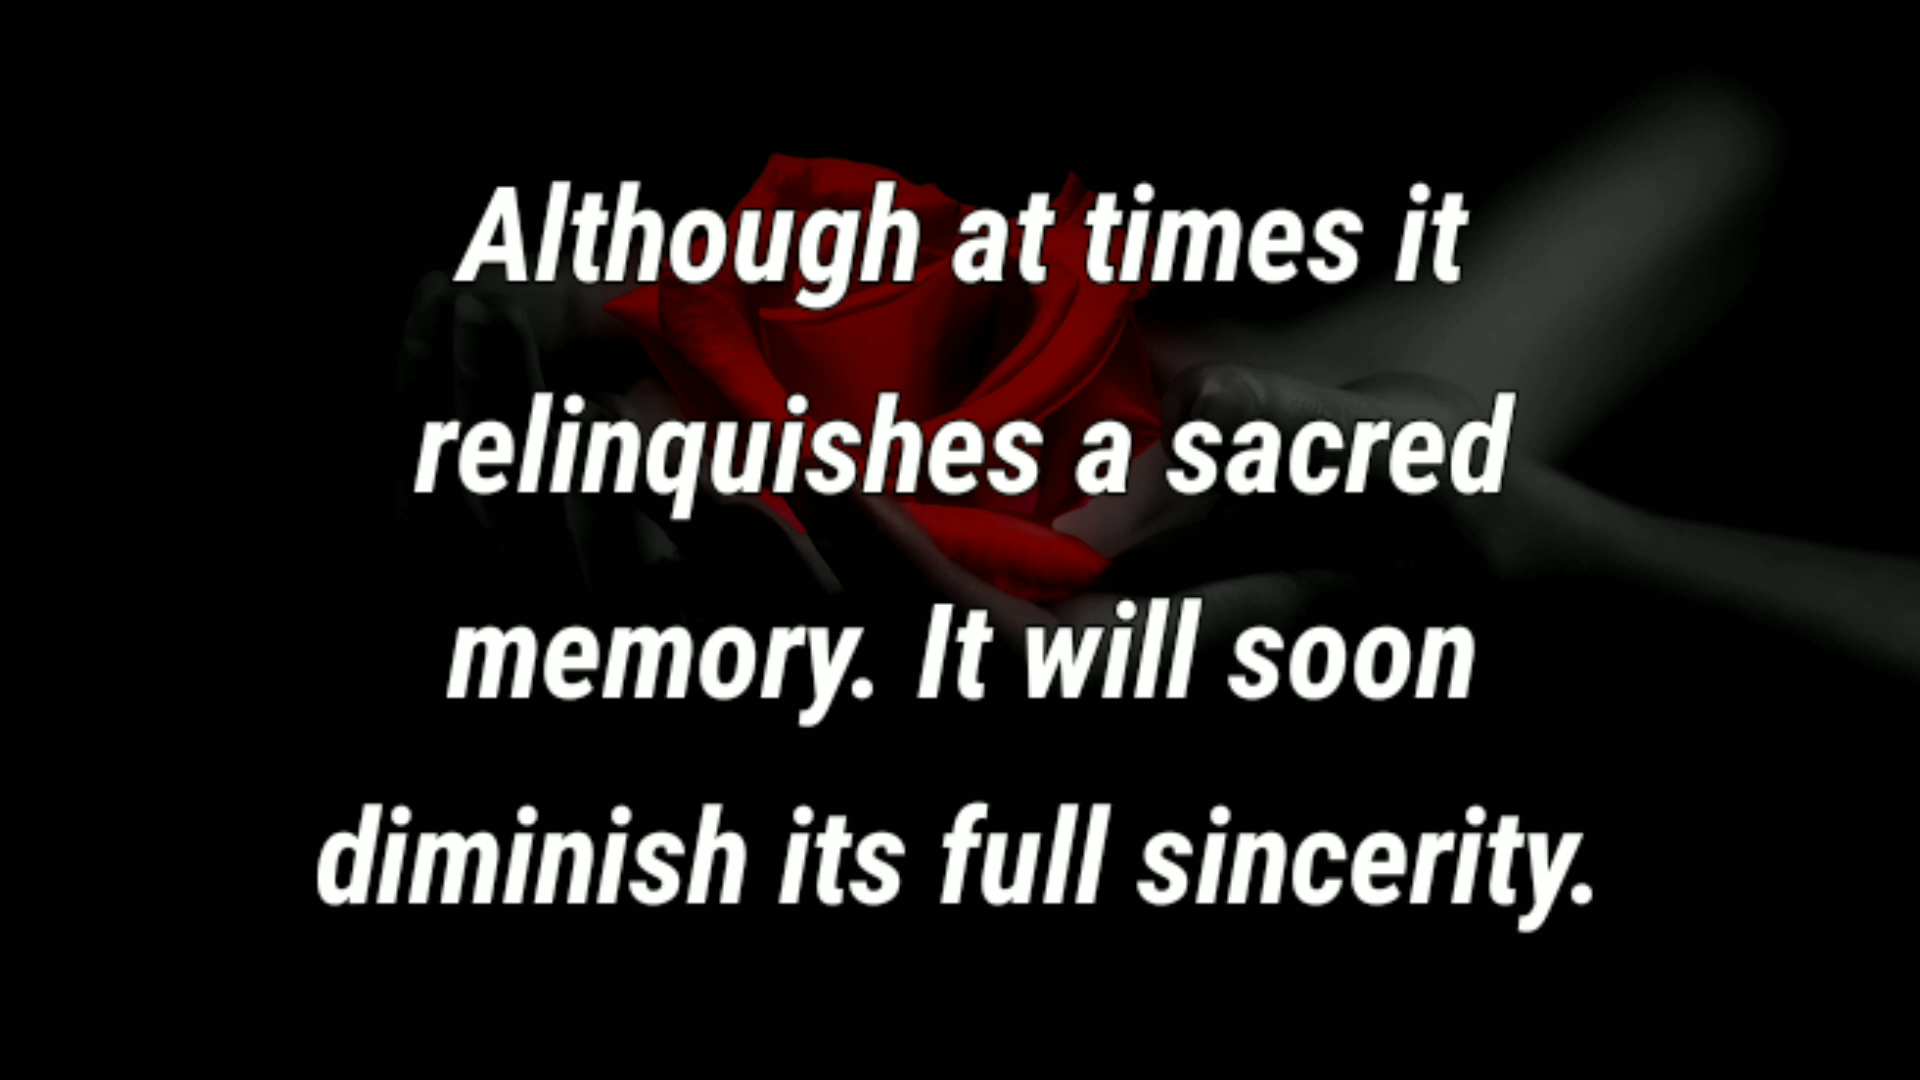 Although at times it
relinquishes a sacred
memory. It will soon
diminish its full sincerity.